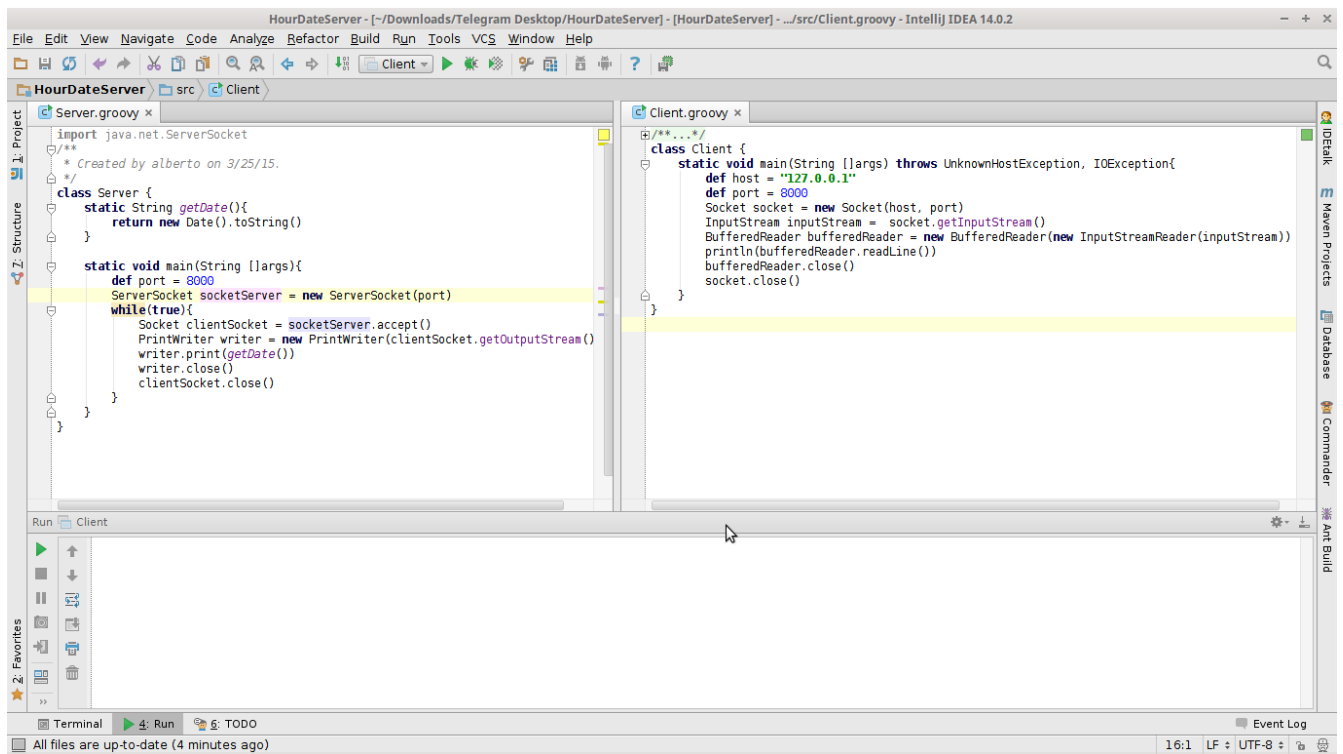 HourDateServer - [~/Downloads/Telegram Desktop/HourDateServer] - [HourDateServer] - .../src/Client.groovy - IntelliJ IDEA 14.0.2
File Edit View Navigate Code Analyze Refactor Build Run Tools VCS Window Help
Client
HourDateServer src Client
1: Project
7: Structure
2: Favorites
Server.groovy
import java.net.ServerSocket
/**
 * Created by alberto on 3/25/15.
 */
class Server {
    static String getDate(){
        return new Date().toString()
    }

    static void main(String []args){
        def port = 8000
        ServerSocket socketServer = new ServerSocket(port)
        while(true){
            Socket clientSocket = socketServer.accept()
            PrintWriter writer = new PrintWriter(clientSocket.getOutputStream()
            writer.print(getDate())
            writer.close()
            clientSocket.close()
        }
    }
}
Client.groovy
/**...*/
class Client {
    static void main(String []args) throws UnknownHostException, IOException{
        def host = "127.0.0.1"
        def port = 8000
        Socket socket = new Socket(host, port)
        InputStream inputStream =  socket.getInputStream()
        BufferedReader bufferedReader = new BufferedReader(new InputStreamReader(inputStream))
        println(bufferedReader.readLine())
        bufferedReader.close()
        socket.close()
    }
}
IDEtalk
Maven Projects
Database
Commander
Ant Build
Run Client
Terminal 4: Run 6: TODO Event Log
All files are up-to-date (4 minutes ago) 16:1 LF UTF-8